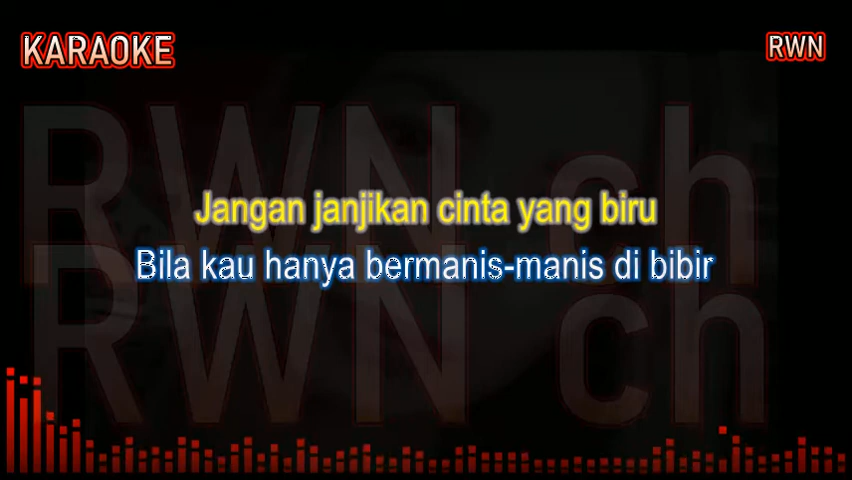 KARAOKE
RWN
RWN ch
Jangan janjikan cinta yang biru
Bila kau hanya bermanis-manis di bibir
RWN ch